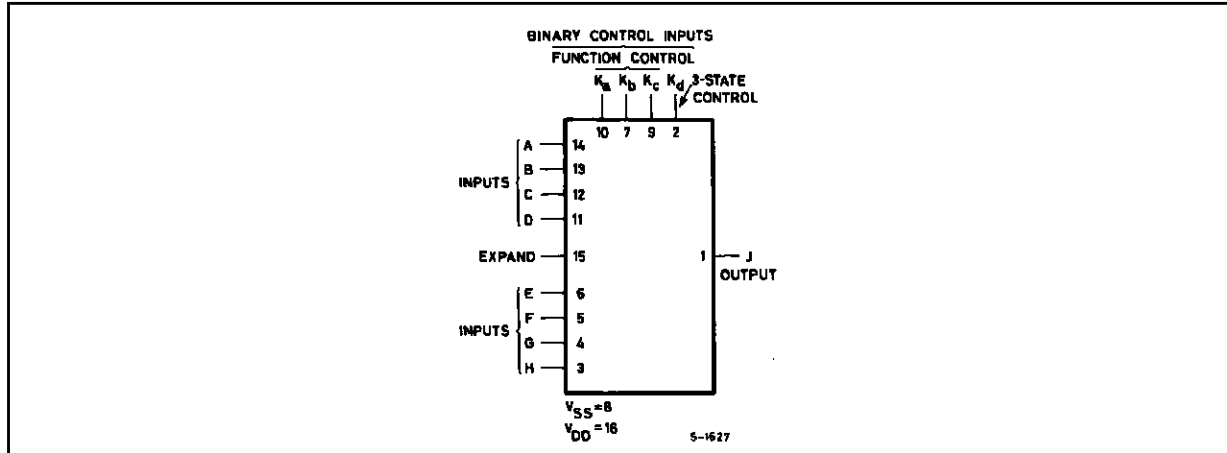 BINARY CONTROL INPUTS
FUNCTION CONTROL
Ka Kb Kc Kd 3-STATE
CONTROL
10 7 9 2
A 14
B 13
INPUTS
C 12
D 11
EXPAND 15 1 J
OUTPUT
E 6
F 5
INPUTS
G 4
H 3
VSS=8
VDD=16
S-1627